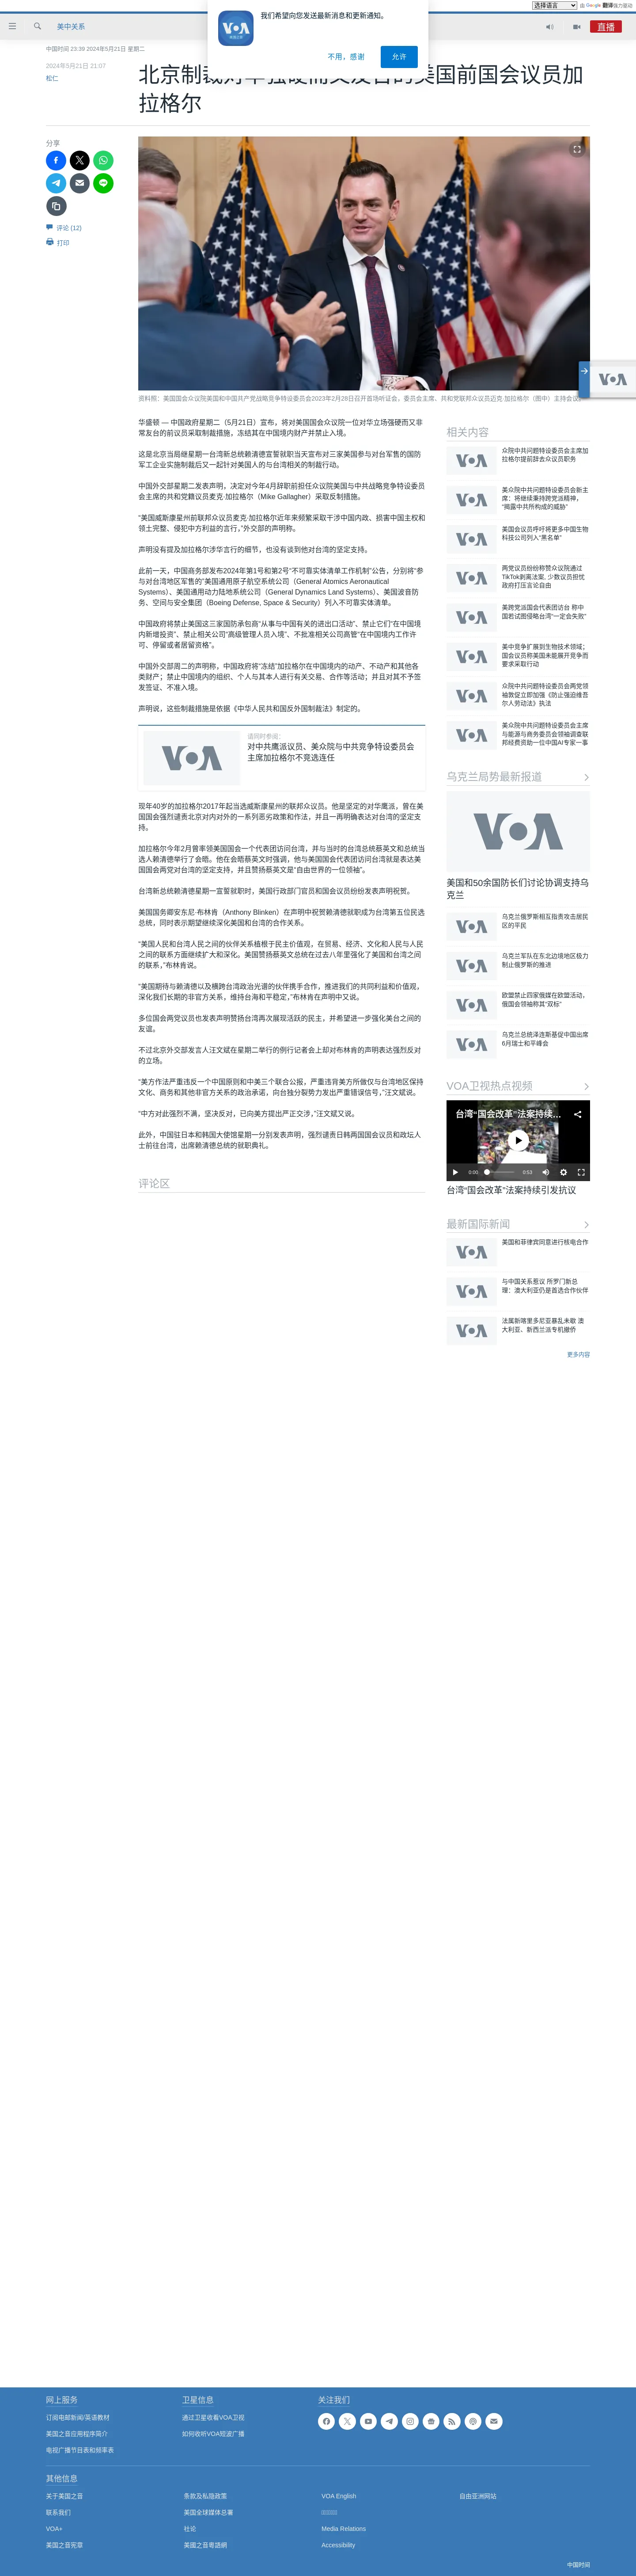 选择语言
由 Google 翻译强力驱动
我们希望向您发送最新消息和更新通知。
不用，感谢
允许
美中关系
直播
中国时间 23:39 2024年5月21日 星期二
2024年5月21日 21:07
松仁
美国前国会议员加
拉格尔
分享
评论 (12)
打印
资料照：美国国会众议院美国和中国共产党战略竞争特设委员会2023年2月28日召开首场听证会，委员会主席、共和党联邦众议员迈克·加拉格尔（图中）主持会议。
华盛顿 — 中国政府星期二（5月21日）宣布，将对美国国会众议院一位对华立场强硬而又非
常友台的前议员采取制裁措施，冻结其在中国境内财产并禁止入境。
这是北京当局继星期一台湾新总统赖清德宣誓就职当天宣布对三家美国参与对台军售的国防
军工企业实施制裁后又一起针对美国人的与台湾相关的制裁行动。
中国外交部星期二发表声明，决定对今年4月辞职前担任众议院美国与中共战略竞争特设委员
会主席的共和党籍议员麦克·加拉格尔（Mike Gallagher）采取反制措施。
“美国威斯康星州前联邦众议员麦克·加拉格尔近年来频繁采取干涉中国内政、损害中国主权和
领土完整、侵犯中方利益的言行，”外交部的声明称。
声明没有提及加拉格尔涉华言行的细节，也没有谈到他对台湾的坚定支持。
此前一天，中国商务部发布2024年第1号和第2号“不可靠实体清单工作机制”公告，分别将“参
与对台湾地区军售的”美国通用原子航空系统公司（General Atomics Aeronautical
Systems）、美国通用动力陆地系统公司（General Dynamics Land Systems）、美国波音防
务、空间与安全集团（Boeing Defense, Space & Security）列入不可靠实体清单。
中国政府将禁止美国这三家国防承包商“从事与中国有关的进出口活动”、禁止它们“在中国境
内新增投资”、禁止相关公司“高级管理人员入境”、不批准相关公司高管“在中国境内工作许
可、停留或者居留资格”。
中国外交部周二的声明称，中国政府将“冻结”加拉格尔在中国境内的动产、不动产和其他各
类财产；禁止中国境内的组织、个人与其本人进行有关交易、合作等活动；并且对其不予签
发签证、不准入境。
声明说，这些制裁措施是依据《中华人民共和国反外国制裁法》制定的。
VOA
请同时参阅:
对中共鹰派议员、美众院与中共竞争特设委员会
主席加拉格尔不竞选连任
现年40岁的加拉格尔2017年起当选威斯康星州的联邦众议员。他是坚定的对华鹰派，曾在美
国国会强烈谴责北京对内对外的一系列恶劣政策和作法，并且一再明确表达对台湾的坚定支
持。
加拉格尔今年2月曾率领美国国会一个代表团访问台湾，并与当时的台湾总统蔡英文和总统当
选人赖清德举行了会晤。他在会晤蔡英文时强调，他与美国国会代表团访问台湾就是表达美
国国会两党对台湾的坚定支持，并且赞扬蔡英文是“自由世界的一位领袖”。
台湾新总统赖清德星期一宣誓就职时，美国行政部门官员和国会议员纷纷发表声明祝贺。
美国国务卿安东尼·布林肯（Anthony Blinken）在声明中祝贺赖清德就职成为台湾第五位民选
总统，同时表示期望继续深化美国和台湾的合作关系。
“美国人民和台湾人民之间的伙伴关系植根于民主价值观，在贸易、经济、文化和人民与人民
之间的联系方面继续扩大和深化。美国赞扬蔡英文总统在过去八年里强化了美国和台湾之间
的联系，”布林肯说。
“美国期待与赖清德以及横跨台湾政治光谱的伙伴携手合作，推进我们的共同利益和价值观，
深化我们长期的非官方关系，维持台海和平稳定，”布林肯在声明中又说。
多位国会两党议员也发表声明赞扬台湾再次展现活跃的民主，并希望进一步强化美台之间的
友谊。
不过北京外交部发言人汪文斌在星期二举行的例行记者会上却对布林肯的声明表达强烈反对
的立场。
“美方作法严重违反一个中国原则和中美三个联合公报，严重违背美方所做仅与台湾地区保持
文化、商务和其他非官方关系的政治承诺，向台独分裂势力发出严重错误信号，”汪文斌说。
“中方对此强烈不满，坚决反对，已向美方提出严正交涉，”汪文斌又说。
此外，中国驻日本和韩国大使馆星期一分别发表声明，强烈谴责日韩两国国会议员和政坛人
士前往台湾，出席赖清德总统的就职典礼。
评论区
相关内容
众院中共问题特设委员会主席加
拉格尔提前辞去众议员职务
美众院中共问题特设委员会新主
席：将继续秉持跨党派精神，
“揭露中共所构成的威胁”
美国会议员呼吁将更多中国生物
科技公司列入“黑名单”
两党议员纷纷称赞众议院通过
TikTok剥离法案, 少数议员担忧
政府打压言论自由
美跨党派国会代表团访台 称中
国若试图侵略台湾“一定会失败”
美中竞争扩展到生物技术领域；
国会议员称美国未能展开竞争而
要求采取行动
众院中共问题特设委员会两党领
袖敦促立即加强《防止强迫维吾
尔人劳动法》执法
美众院中共问题特设委员会主席
与能源与商务委员会领袖调查联
邦经费资助一位中国AI专家一事
乌克兰局势最新报道
美国和50余国防长们讨论协调支持乌
克兰
乌克兰俄罗斯相互指责攻击居民
区的平民
乌克兰军队在东北边境地区极力
制止俄罗斯的推进
欧盟禁止四家俄媒在欧盟活动，
俄国会领袖称其“双标”
乌克兰总统泽连斯基促中国出席
6月瑞士和平峰会
VOA卫视热点视频
台湾“国会改革”法案持续…
0:00
0:53
台湾“国会改革”法案持续引发抗议
最新国际新闻
美国和菲律宾同意进行核电合作
与中国关系惹议 所罗门新总
理：澳大利亚仍是首选合作伙伴
法属新喀里多尼亚暴乱未歇 澳
大利亚、新西兰派专机撤侨
更多内容
网上服务
订阅电邮新闻/英语教材
美国之音应用程序简介
电视广播节目表和频率表
卫星信息
通过卫星收看VOA卫视
如何收听VOA短波广播
关注我们
其他信息
关于美国之音
条款及私隐政策
VOA English
自由亚洲网站
联系我们
美国全球媒体总署
VOA+
社论
Media Relations
美国之音宪章
美國之音粵語網
Accessibility
中国时间